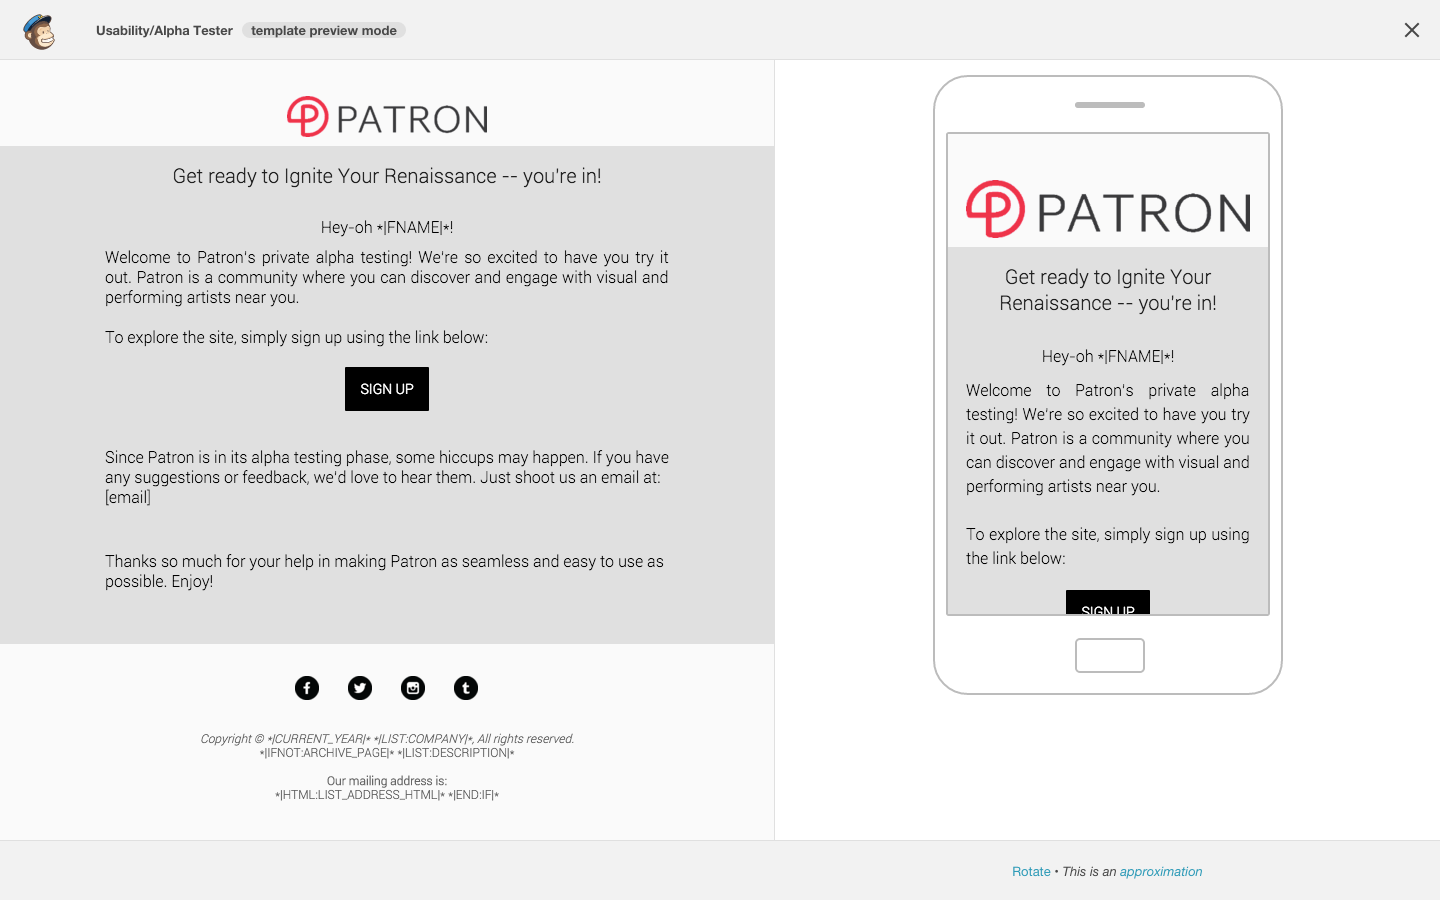 Usability/Alpha Tester template preview mode
PATRON
Get ready to Ignite Your Renaissance -- you're in!
Hey-oh *|FNAME|*!
Welcome to Patron's private alpha testing! We're so excited to have you try it
out. Patron is a community where you can discover and engage with visual and
performing artists near you.
To explore the site, simply sign up using the link below:
SIGN UP
Since Patron is in its alpha testing phase, some hiccups may happen. If you have
any suggestions or feedback, we'd love to hear them. Just shoot us an email at:
[email]
Thanks so much for your help in making Patron as seamless and easy to use as
possible. Enjoy!
Copyright © *|CURRENT_YEAR|* *|LIST:COMPANY|*, All rights reserved.
*|IFNOT:ARCHIVE_PAGE|* *|LIST:DESCRIPTION|*
Our mailing address is:
*|HTML:LIST_ADDRESS_HTML|* *|END:IF|*
PATRON
Get ready to Ignite Your
Renaissance -- you're in!
Hey-oh *|FNAME|*!
Welcome to Patron's private alpha
testing! We're so excited to have you try
it out. Patron is a community where you
can discover and engage with visual and
performing artists near you.
To explore the site, simply sign up using
the link below:
SIGN UP
Rotate • This is an approximation